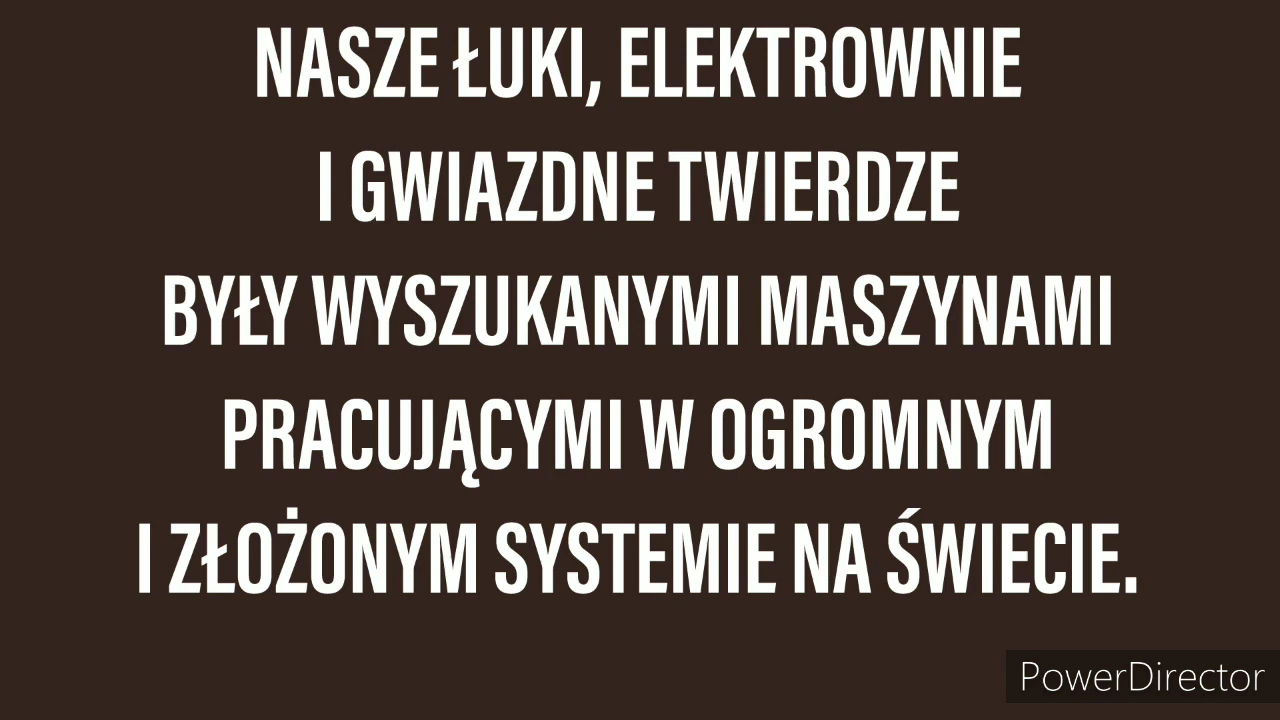 NASZE ŁUKI, ELEKTROWNIE
I GWIAZDNE TWIERDZE
BYŁY WYSZUKANYMI MASZYNAMI
PRACUJĄCYMI W OGROMNYM
I ZŁOŻONYM SYSTEMIE NA ŚWIECIE.
PowerDirector